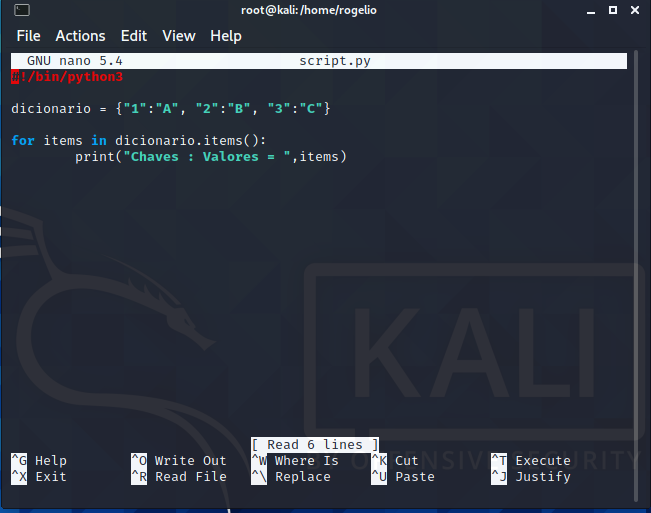 root@kali: /home/rogelio
File Actions Edit View Help
GNU nano 5.4 script.py
#!/bin/python3
dicionario = {"1":"A", "2":"B", "3":"C"}
for items in dicionario.items():
print("Chaves : Valores = ",items)
KALI
[ Read 6 lines ]
OFFENSIVE SECURITY
^G Help ^O Write Out ^W Where Is ^K Cut ^T Execute
^X Exit ^R Read File ^\ Replace ^U Paste ^J Justify